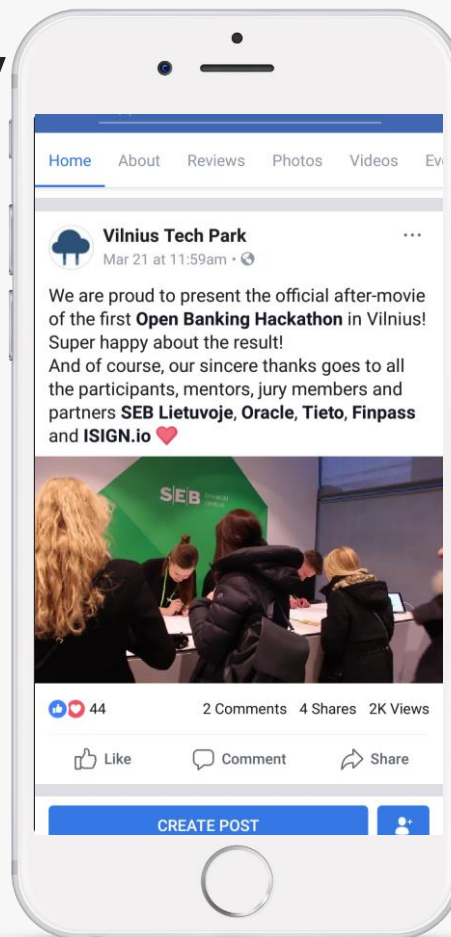 Home About Reviews Photos Videos Ev
Vilnius Tech Park
Mar 21 at 11:59am
We are proud to present the official after-movie
of the first Open Banking Hackathon in Vilnius!
Super happy about the result!
And of course, our sincere thanks goes to all
the participants, mentors, jury members and
partners SEB Lietuvoje, Oracle, Tieto, Finpass
and ISIGN.io ❤️
SEB
44 2 Comments 4 Shares 2K Views
Like Comment Share
CREATE POST